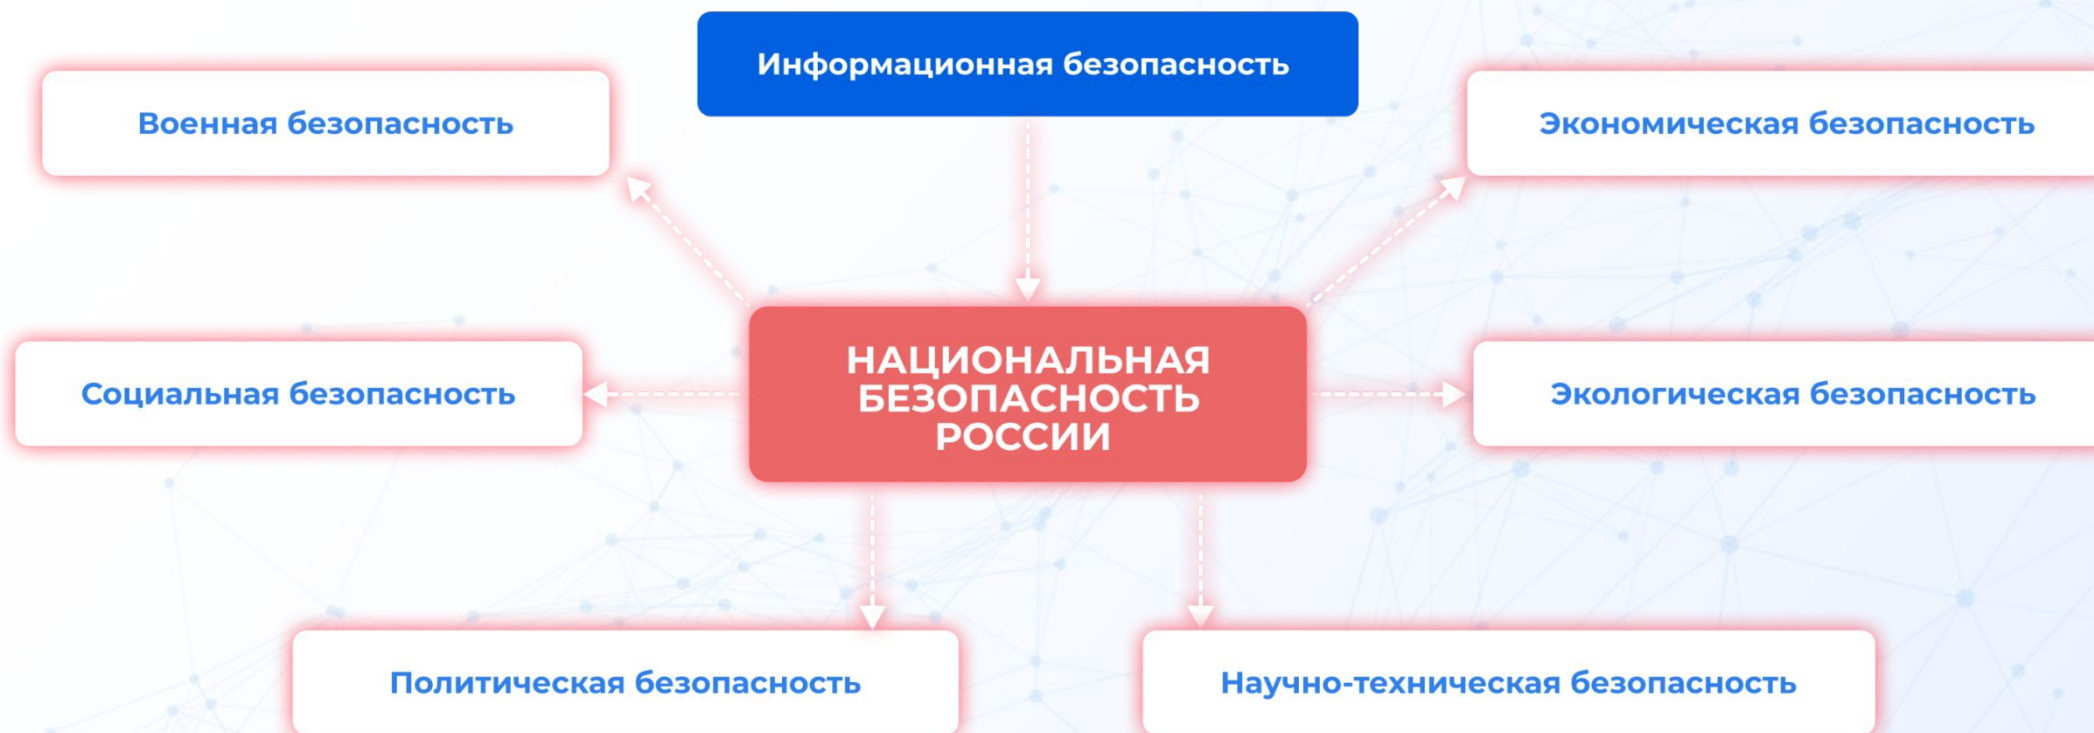 Информационная безопасность
Военная безопасность
Экономическая безопасность
НАЦИОНАЛЬНАЯ
БЕЗОПАСНОСТЬ
РОССИИ
Социальная безопасность
Экологическая безопасность
Политическая безопасность
Научно-техническая безопасность